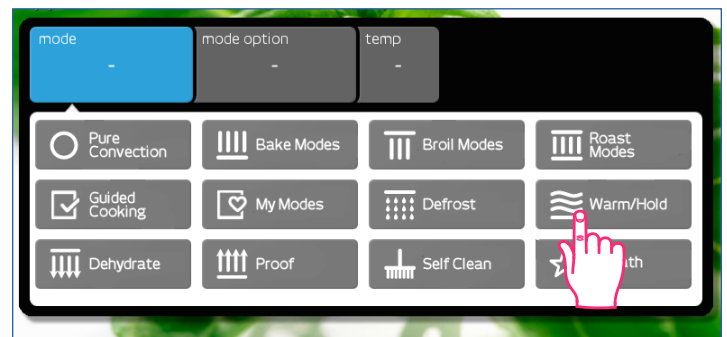 mode
mode option
temp
-
-
-
Pure
Convection
Bake Modes
Broil Modes
Roast
Modes
Guided
Cooking
My Modes
Defrost
Warm/Hold
Dehydrate
Proof
Self Clean